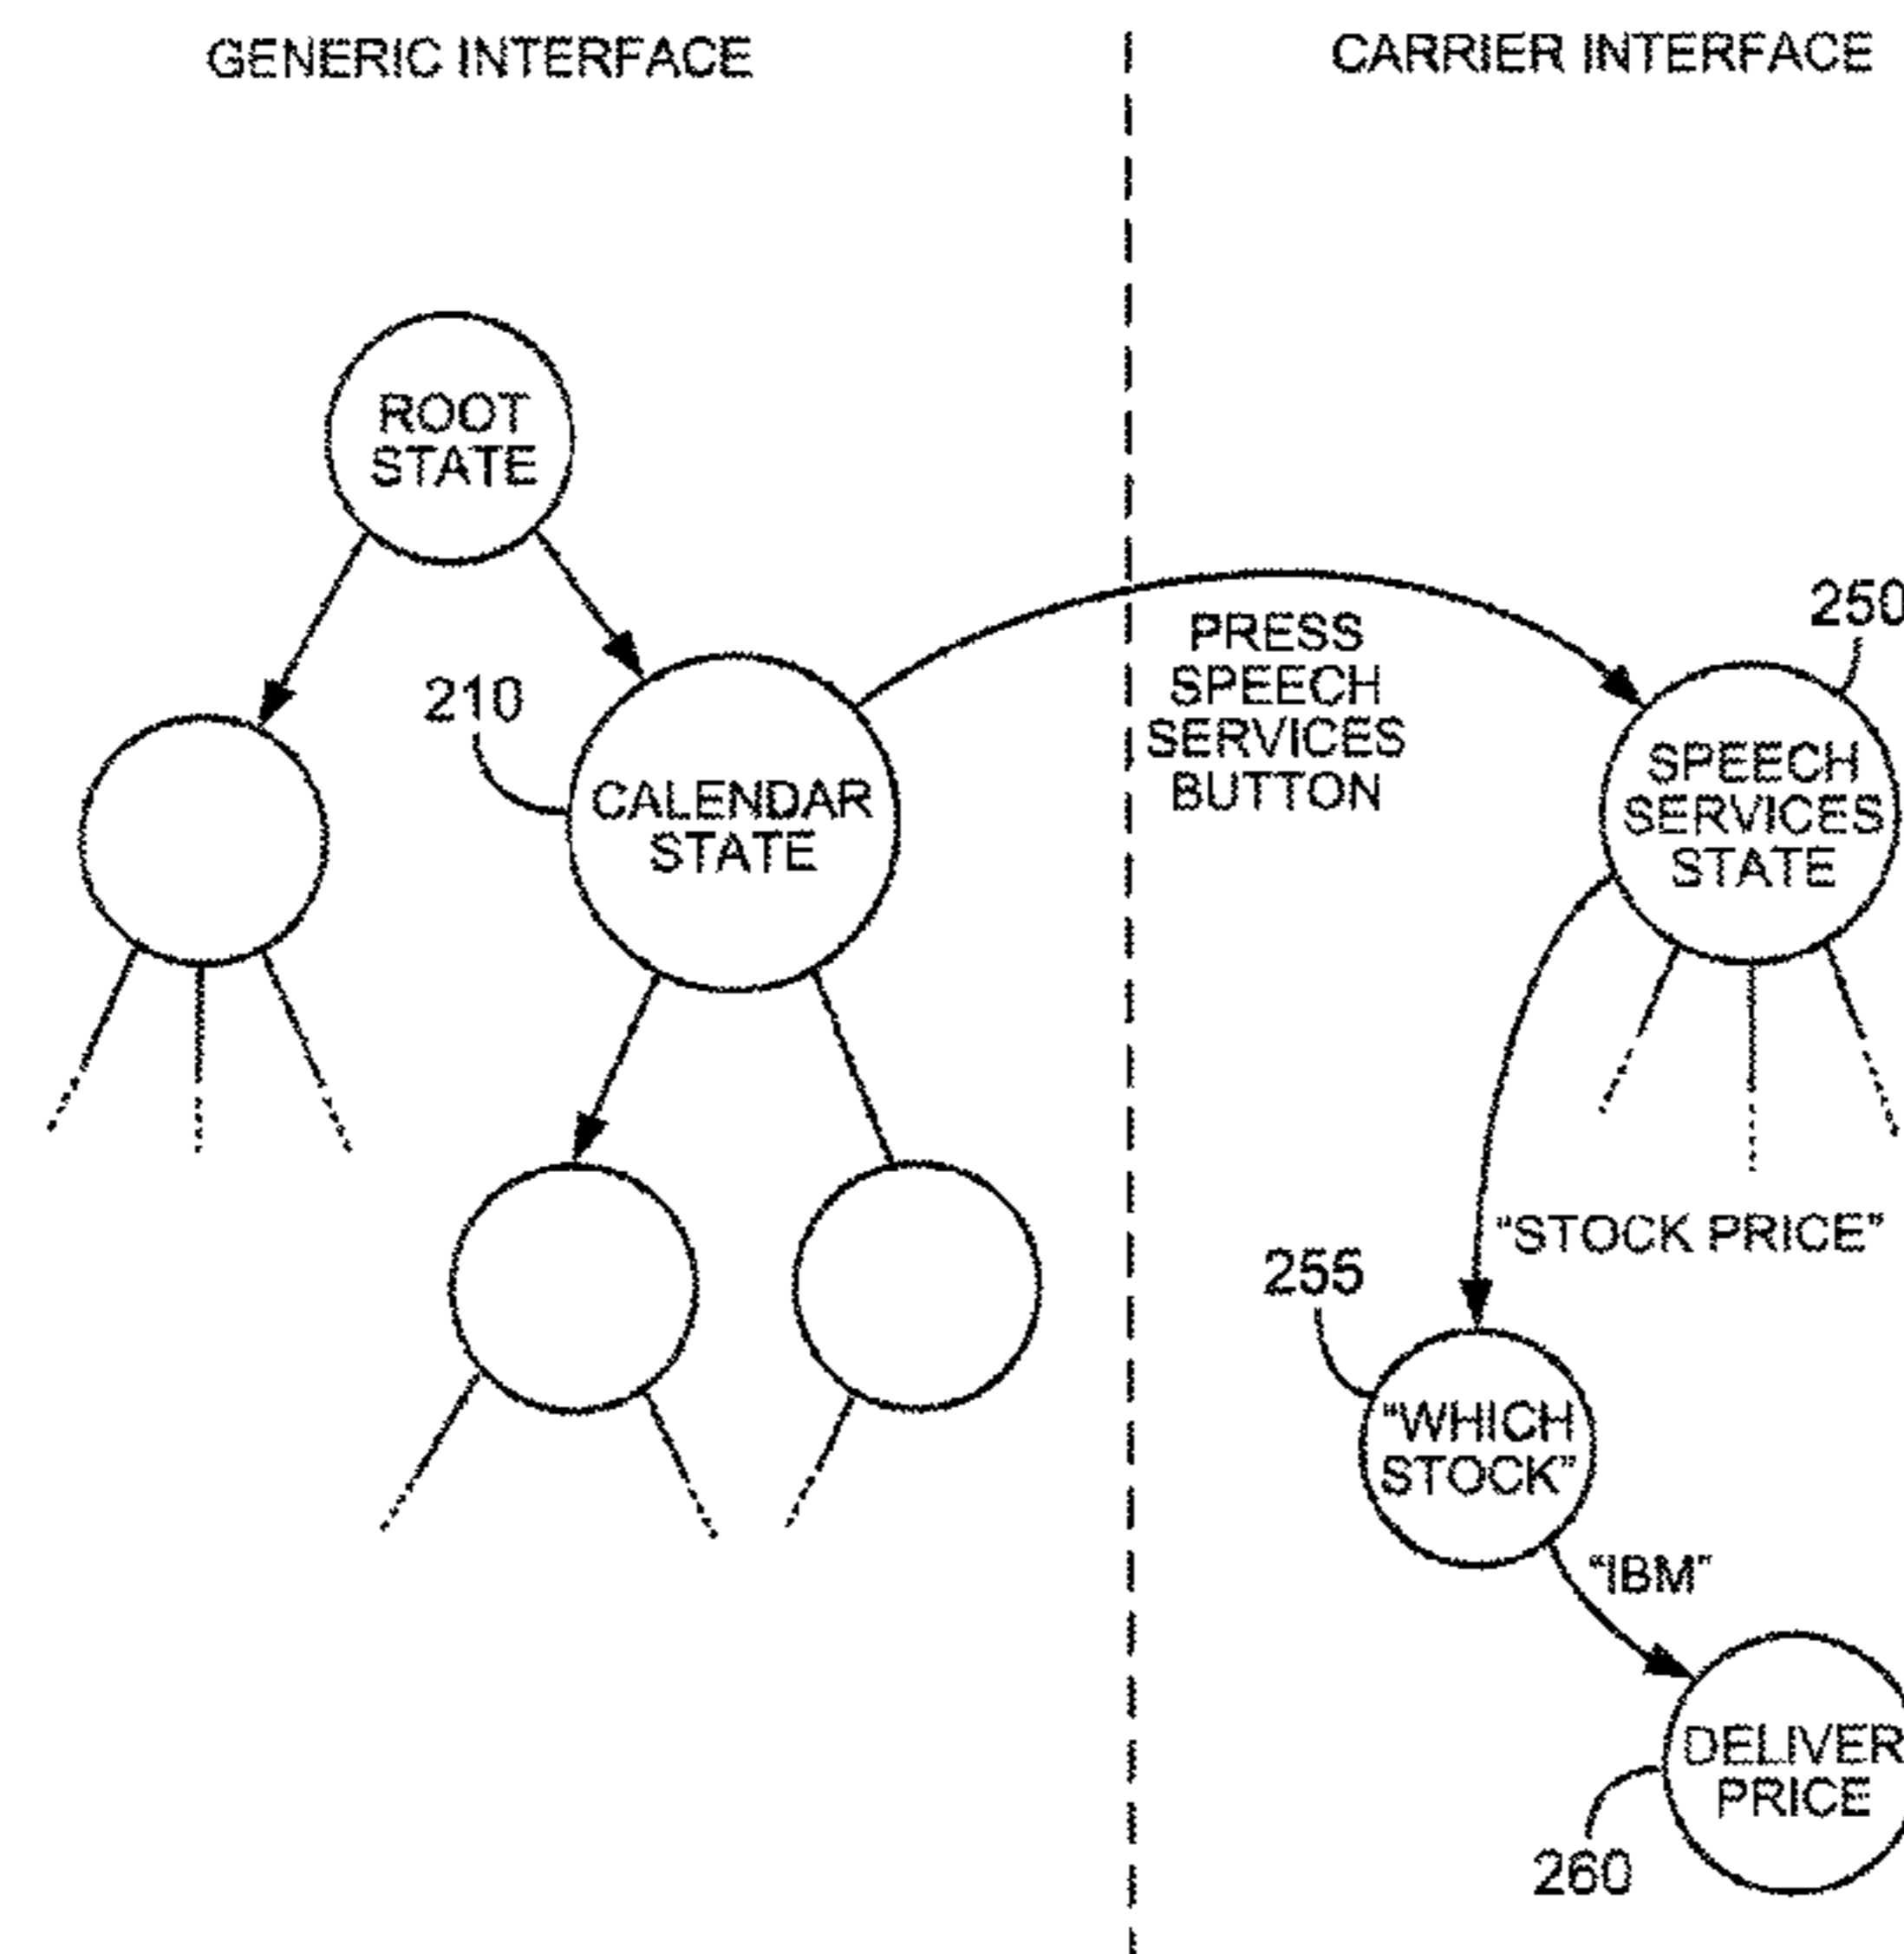 GENERIC INTERFACE
CARRIER INTERFACE
ROOT
STATE
210
CALENDAR
STATE
PRESS
SPEECH
SERVICES
BUTTON
250
SPEECH
SERVICES
STATE
"STOCK PRICE"
255
"WHICH
STOCK"
"IBM"
DELIVER
PRICE
260